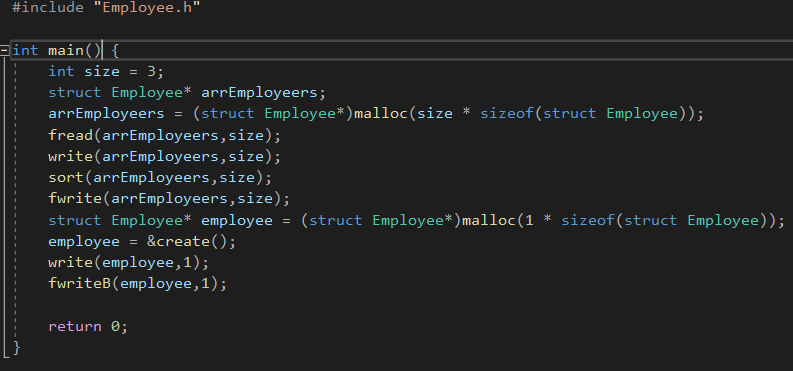 #include "Employee.h"
int main() {
int size = 3;
struct Employee* arrEmployeers;
arrEmployeers = (struct Employee*)malloc(size * sizeof(struct Employee));
fread(arrEmployeers,size);
write(arrEmployeers,size);
sort(arrEmployeers,size);
fwrite(arrEmployeers,size);
struct Employee* employee = (struct Employee*)malloc(1 * sizeof(struct Employee));
employee = &create();
write(employee,1);
fwriteB(employee,1);
return 0;
}